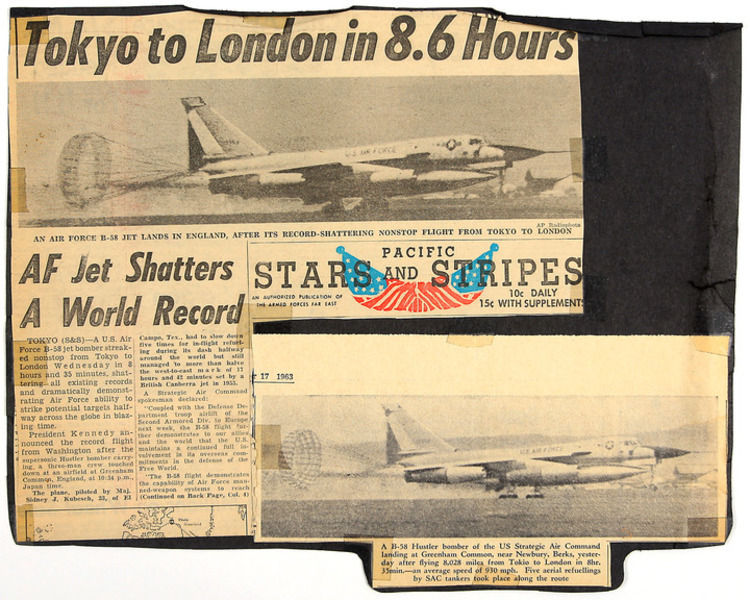 Tokyo to London in 8.6 Hours
AP Radiophoto
AN AIR FORCE B-58 JET LANDS IN ENGLAND, AFTER ITS RECORD-SHATTERING NONSTOP FLIGHT FROM TOKYO TO LONDON
AF Jet Shatters
A World Record
PACIFIC
STARS AND STRIPES
AN AUTHORIZED PUBLICATION OF
THE ARMED FORCES FAR EAST
10c DAILY
15c WITH SUPPLEMENTS
TOKYO (S&S)—A U.S. Air
Force B-58 jet bomber streak-
ed nonstop from Tokyo to
London Wednesday in 8
hours and 35 minutes, shat-
tering all existing records
and dramatically demonst-
rating Air Force ability to
strike potential targets half-
way across the globe in blaz-
ing time.
President Kennedy an-
nounced the record flight
from Washington after the
supersonic Hustler bomber carry-
ing a three-man crew touched
down at an airfield at Greenham
Common, England, at 10:34 p.m.
Japan time.
The plane, piloted by Maj.
Sidney J. Kubesch, 33, of El
Campo, Tex., had to slow down
five times for in-flight refuel-
ing during its dash halfway
around the world but still
managed to more than halve
the west-to-east mark of 17
hours and 42 minutes set by a
British Canberra jet in 1955.
A Strategic Air Command
spokesman declared:
"Coupled with the Defense De-
partment troop airlift of the
Second Armored Div. to Europe
next week, the B-58 flight fur-
ther demonstrates to our allies
and the world that the U.S.
maintains a continued full in-
volvement in its overseas com-
mitments in the defense of the
Free World.
"The B-58 flight demonstrates
the capability of Air Force man-
ned-weapon systems to reach
(Continued on Back Page, Col. 4)
17 1963
U.S. AIR FORCE
U.S. AIR FORCE
A B-58 Hustler bomber of the US Strategic Air Command
landing at Greenham Common, near Newbury, Berks, yester-
day after flying 8,028 miles from Tokio to London in 8hr.
35min.—an average speed of 930 mph. Five aerial refuellings
by SAC tankers took place along the route